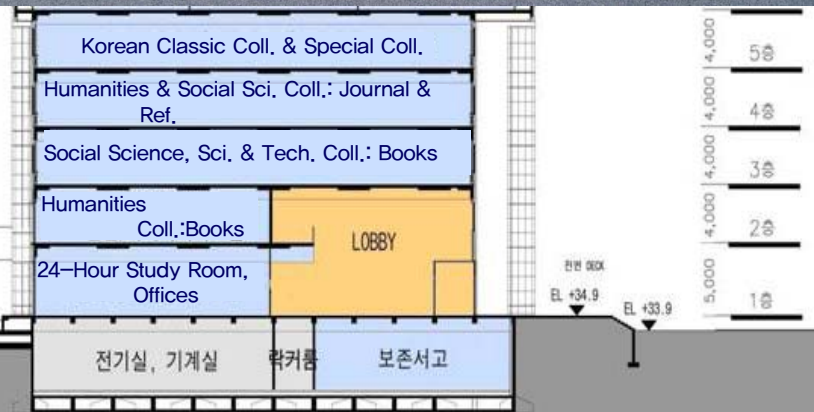 Korean Classic Coll. & Special Coll.
4,000
5층
Humanities & Social Sci. Coll.: Journal &
Ref.
4,000
4층
Social Science, Sci. & Tech. Coll.: Books
4,000
3층
Humanities
Coll.:Books
LOBBY
4,000
2층
24-Hour Study Room,
Offices
전면 DECK
EL +34.9
EL +33.9
5,000
1층
전기실, 기계실
락커룸
보존서고